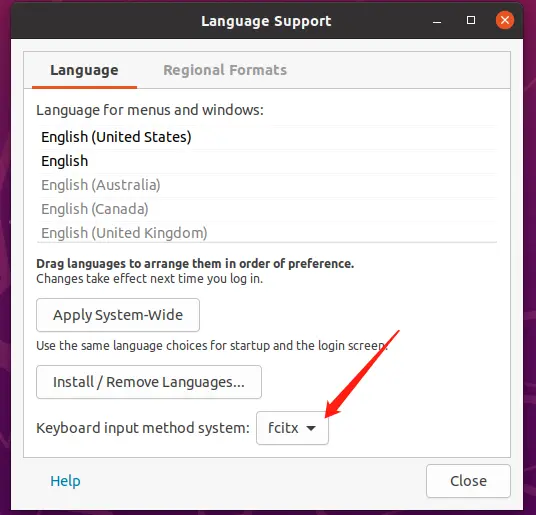 Language Support
Language
Regional Formats
Language for menus and windows:
English (United States)
English
English (Australia)
English (Canada)
English (United Kingdom)
Drag languages to arrange them in order of preference.
Changes take effect next time you log in.
Apply System-Wide
Use the same language choices for startup and the login screen.
Install / Remove Languages...
Keyboard input method system: fcitx
Help
Close